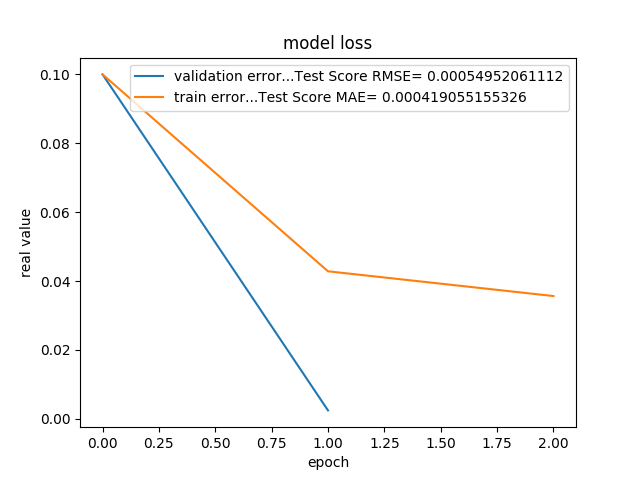 model loss
validation error...Test Score RMSE= 0.00054952061112
train error...Test Score MAE= 0.000419055155326
real value
0.10
0.08
0.06
0.04
0.02
0.00
0.00 0.25 0.50 0.75 1.00 1.25 1.50 1.75 2.00
epoch